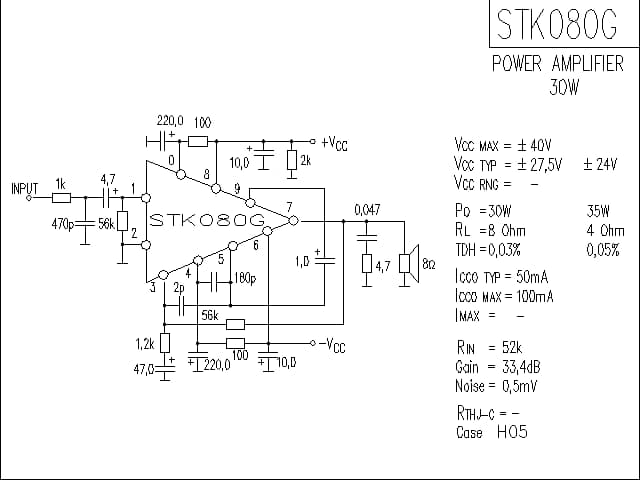 STK080G
POWER AMPLIFIER
30W
220,0 100
+VCC
0
8
10,0
2k
9
1k
4,7
INPUT
1
7
0,047
470p
56k
STK080G
2
6
5
4
3
180p
1,0
4,7
8Ω
2p
56k
1,2k
100
-VCC
47,0
220,0
10,0
VCC MAX = ± 40V
VCC TYP = ± 27,5V ± 24V
VCC RNG = -
PO =30W 35W
RL =8 Ohm 4 Ohm
TDH =0,03% 0,05%
ICCO TYP = 50mA
ICCO MAX = 100mA
IMAX = -
RIN = 52k
Gain = 33,4dB
Noise = 0,5mV
RTHJ-C = -
Case H05